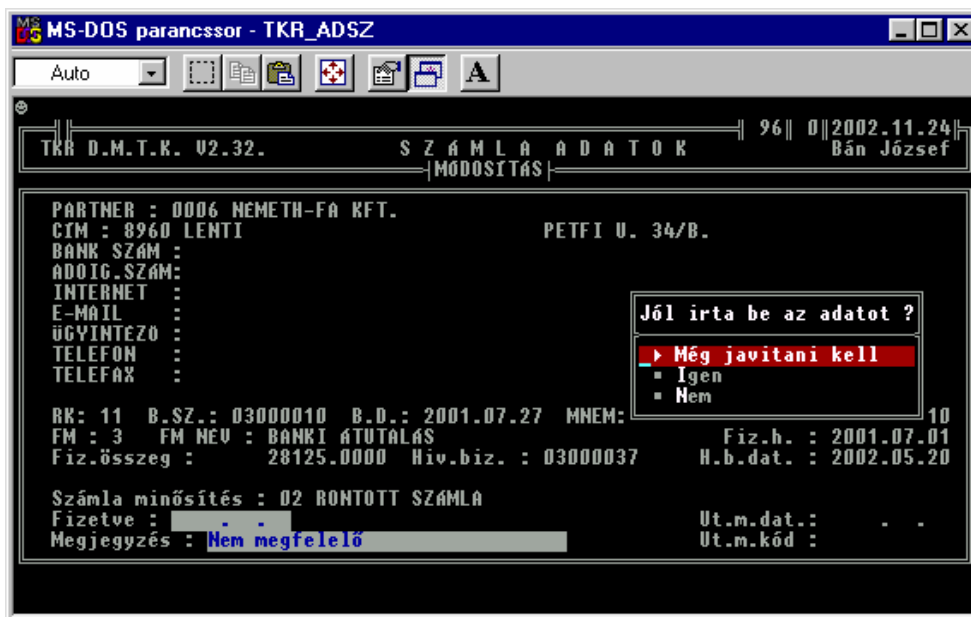 MS-DOS parancssor - TKR_ADSZ
Auto
A
96 0 2002.11.24
TKR D.M.T.K. V2.32. S Z Á M L A A D A T O K Bán József
MÓDOSÍTÁS
PARTNER : 0006 NÉMETH-FA KFT.
CÍM : 8960 LENTI PETFI U. 34/B.
BANK SZÁM :
ADOIG.SZÁM:
INTERNET :
E-MAIL :
ÜGYINTÉZŐ :
TELEFON :
TELEFAX :
Jól irta be az adatot ?
Még javitani kell
Igen
Nem
RK: 11 B.SZ.: 03000010 B.D.: 2001.07.27 MNEM: 10
FM : 3 FM NÉV : BANKI ÁTUTALÁS Fiz.h. : 2001.07.01
Fiz.összeg : 28125.0000 Hiv.biz. : 03000037 H.b.dat. : 2002.05.20
Számla minősítés : 02 RONTOTT SZÁMLA
Fizetve : . . Ut.m.dat.: . .
Megjegyzés : Nem megfelelő Ut.m.kód :